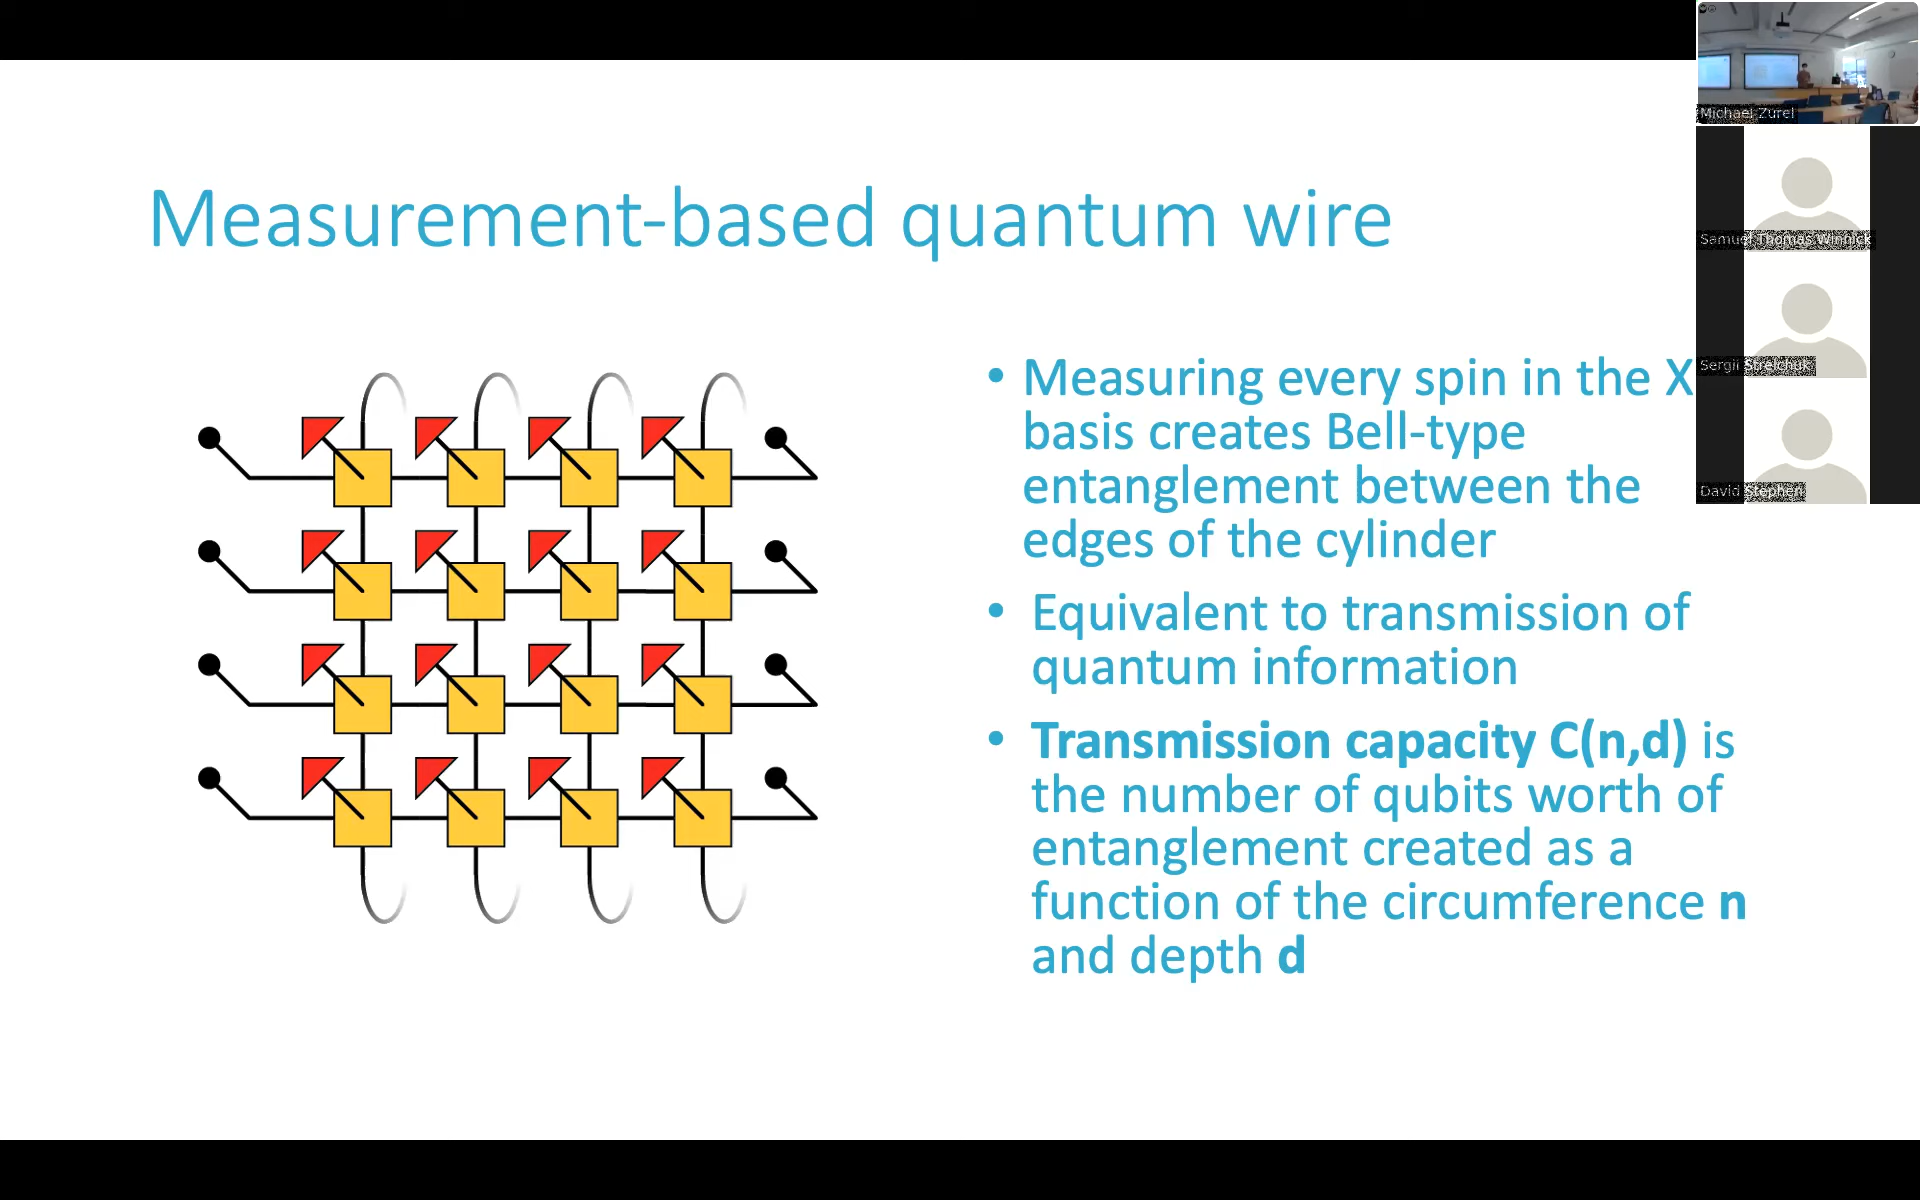 Measurement-based quantum wire
• Measuring every spin in the X
basis creates Bell-type
entanglement between the
edges of the cylinder
• Equivalent to transmission of
quantum information
• Transmission capacity C(n,d) is
the number of qubits worth of
entanglement created as a
function of the circumference n
and depth d
Michael Zurel
Samuel Thomas Winnick
Sergii Strelchuk
David Stephen